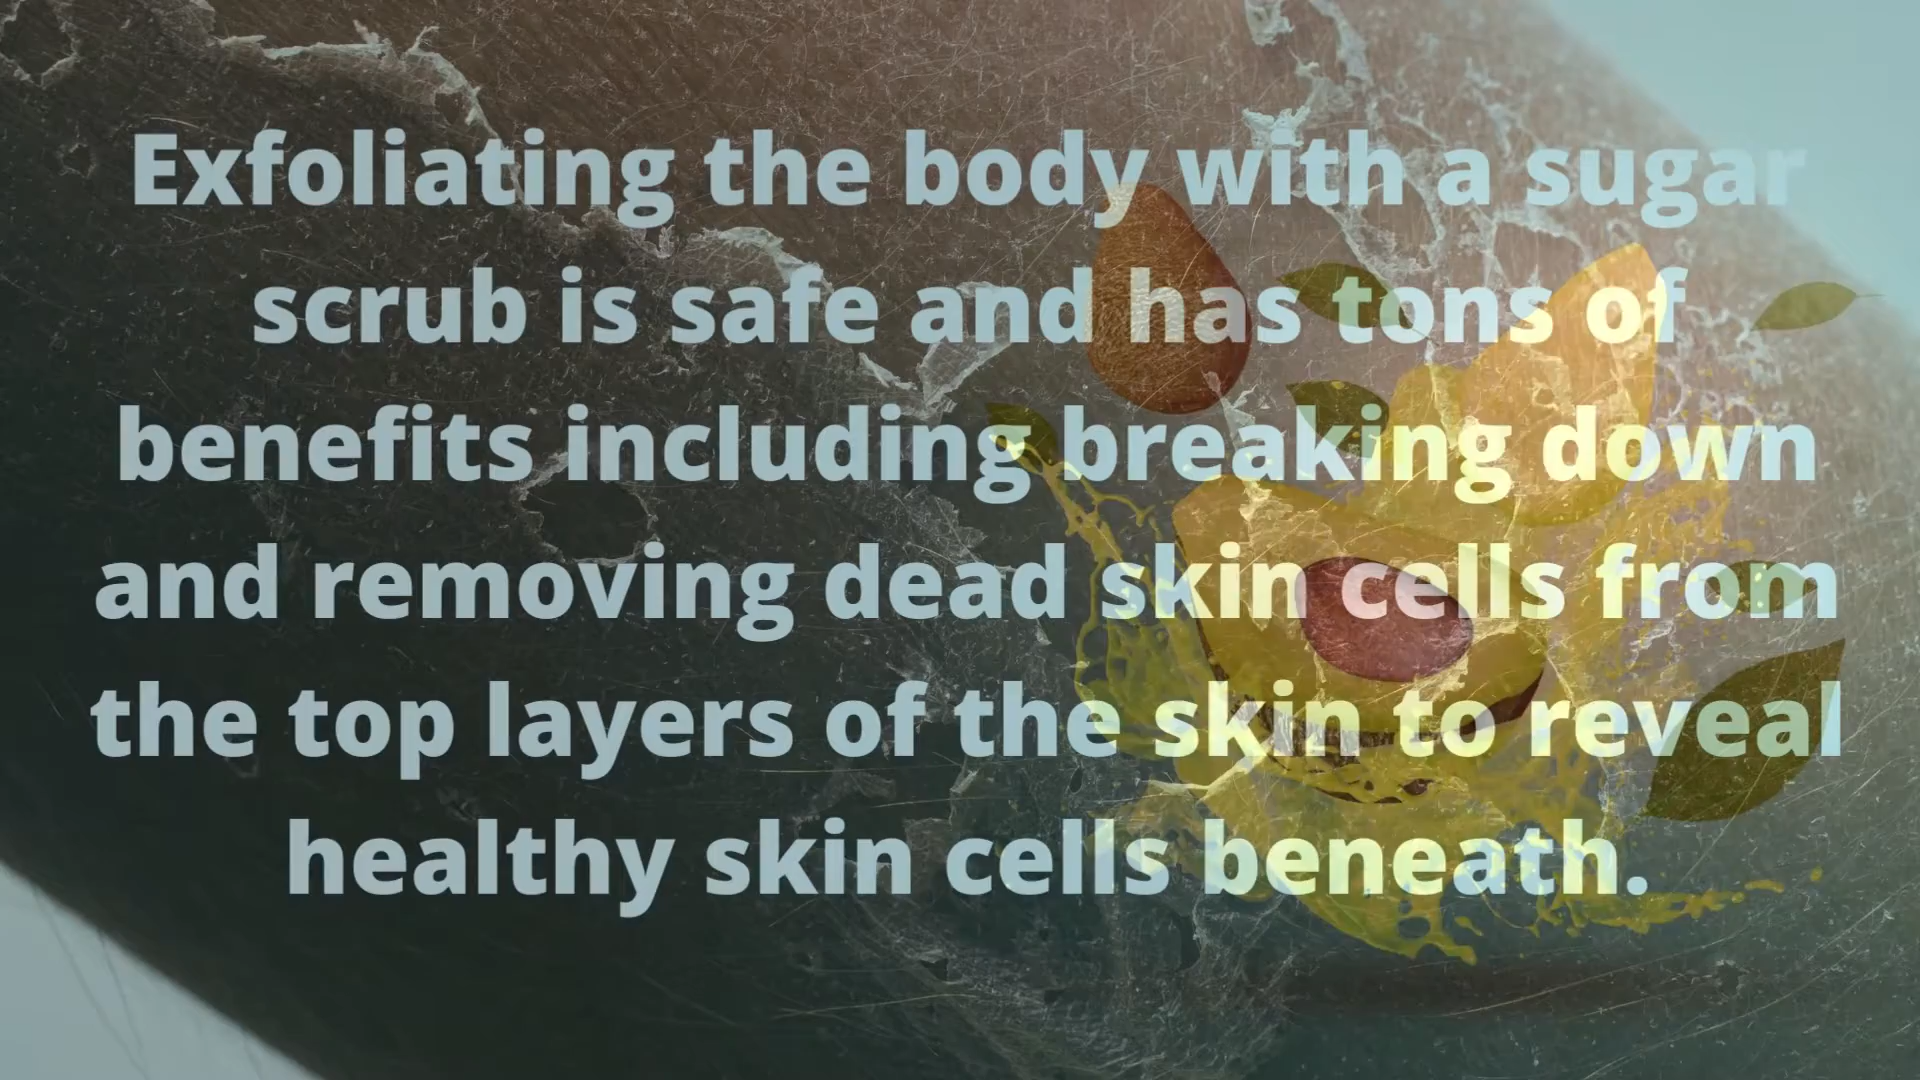 Exfoliating the body with a sugar
scrub is safe and has tons of
benefits including breaking down
and removing dead skin cells from
the top layers of the skin to reveal
healthy skin cells beneath.